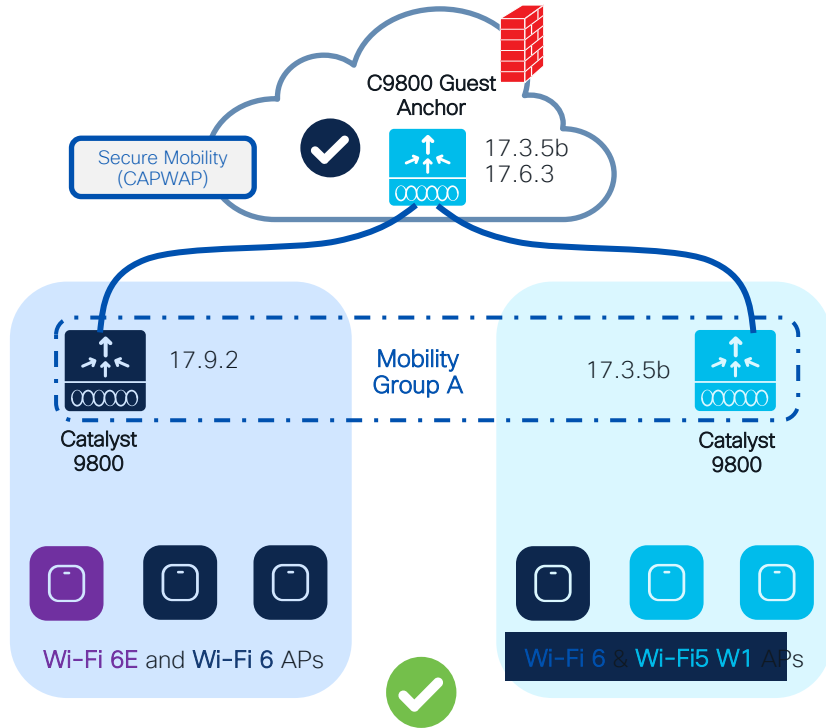 C9800 Guest
Anchor
Secure Mobility
(CAPWAP)
17.3.5b
17.6.3
17.9.2
Mobility
Group A
17.3.5b
Catalyst
9800
Catalyst
9800
Wi-Fi 6E and Wi-Fi 6 APs
Wi-Fi 6 & Wi-Fi5 W1 APs